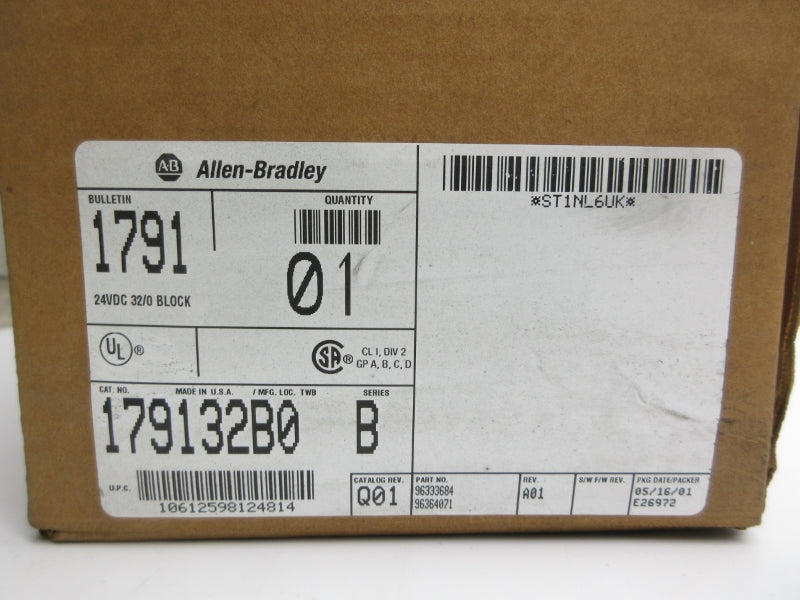 AB Allen-Bradley
*ST1NL6UK*
BULLETIN
QUANTITY
1791
01
24VDC 32/0 BLOCK
UL ®
SA ® CL I, DIV 2
GP A, B, C, D
CAT. NO. MADE IN U.S.A. / MFG. LOC. TWB SERIES
179132B0 B
U.P.C.
10612598124814
CATALOG REV.
Q01
PART NO.
96333684
96364071
REV.
A01
S/W F/W REV.
PKG DATE/PACKER
05/16/01
E26972